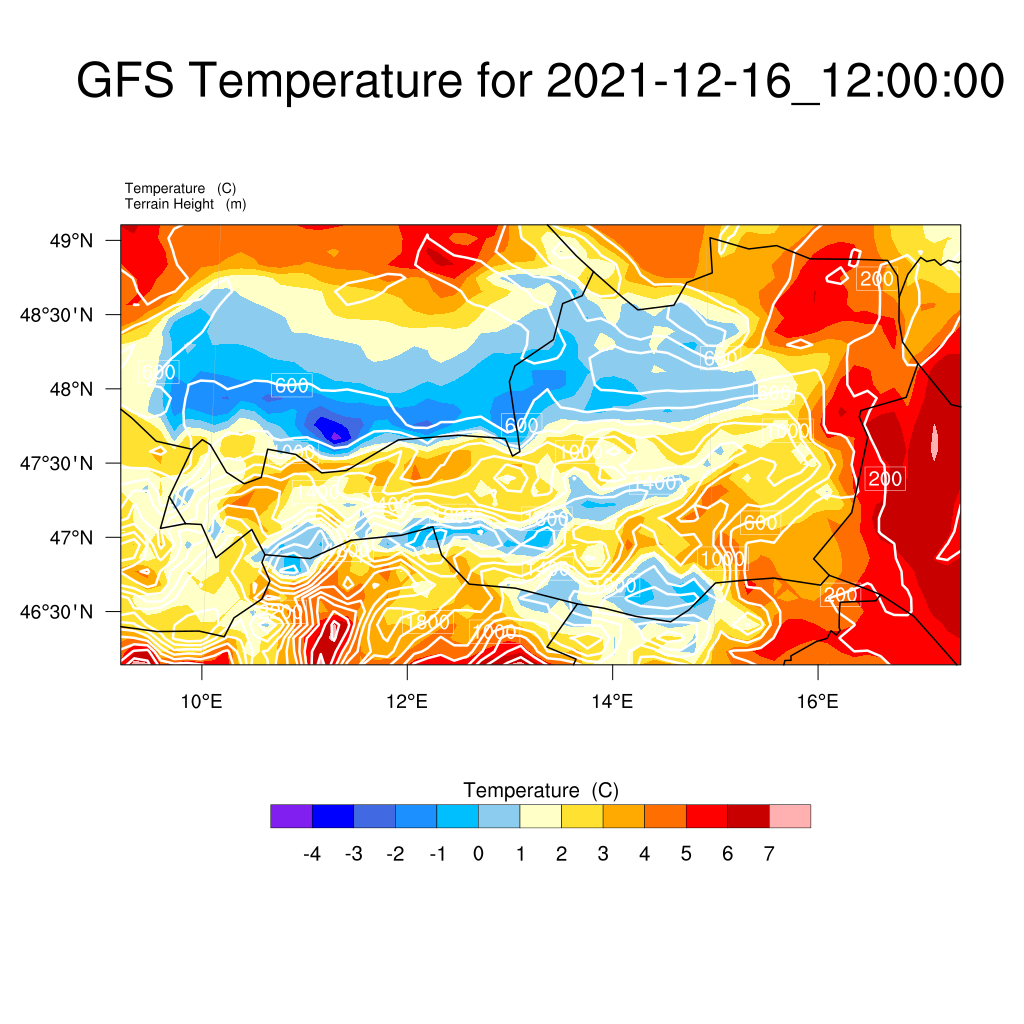 GFS Temperature for 2021-12-16_12:00:00
Temperature (C)
Terrain Height (m)
49°N
48°30'N
48°N
47°30'N
47°N
46°30'N
10°E 12°E 14°E 16°E
200
600
600
600
600
1400
1400
200
600
1000
200
1800
1000
Temperature (C)
-4 -3 -2 -1 0 1 2 3 4 5 6 7